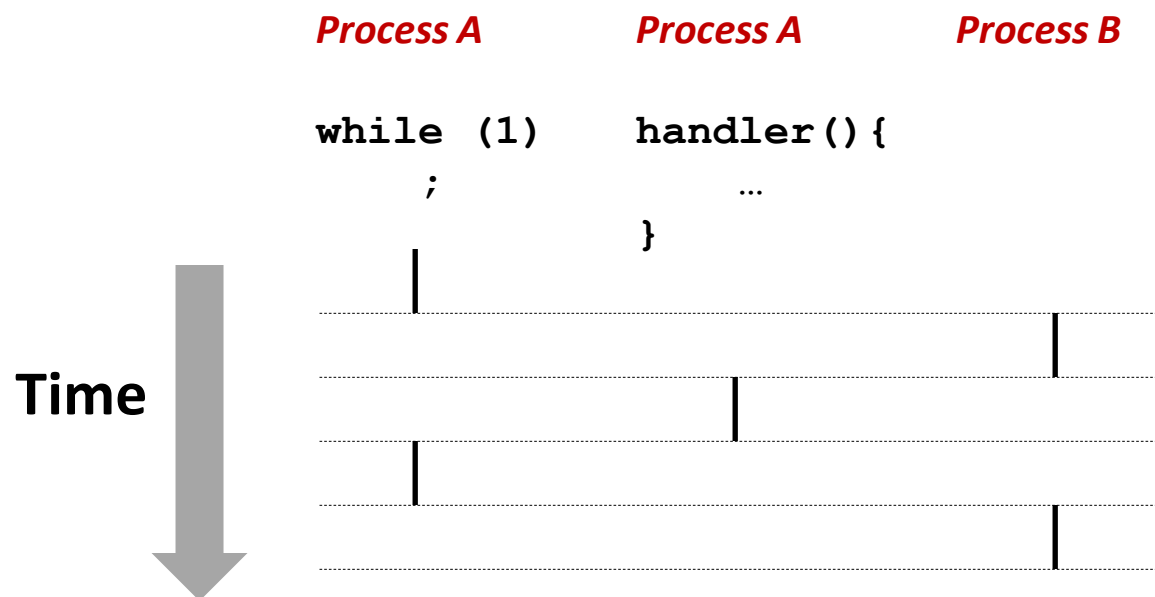 Process A Process A Process B
while (1) handler(){
; …
}
Time